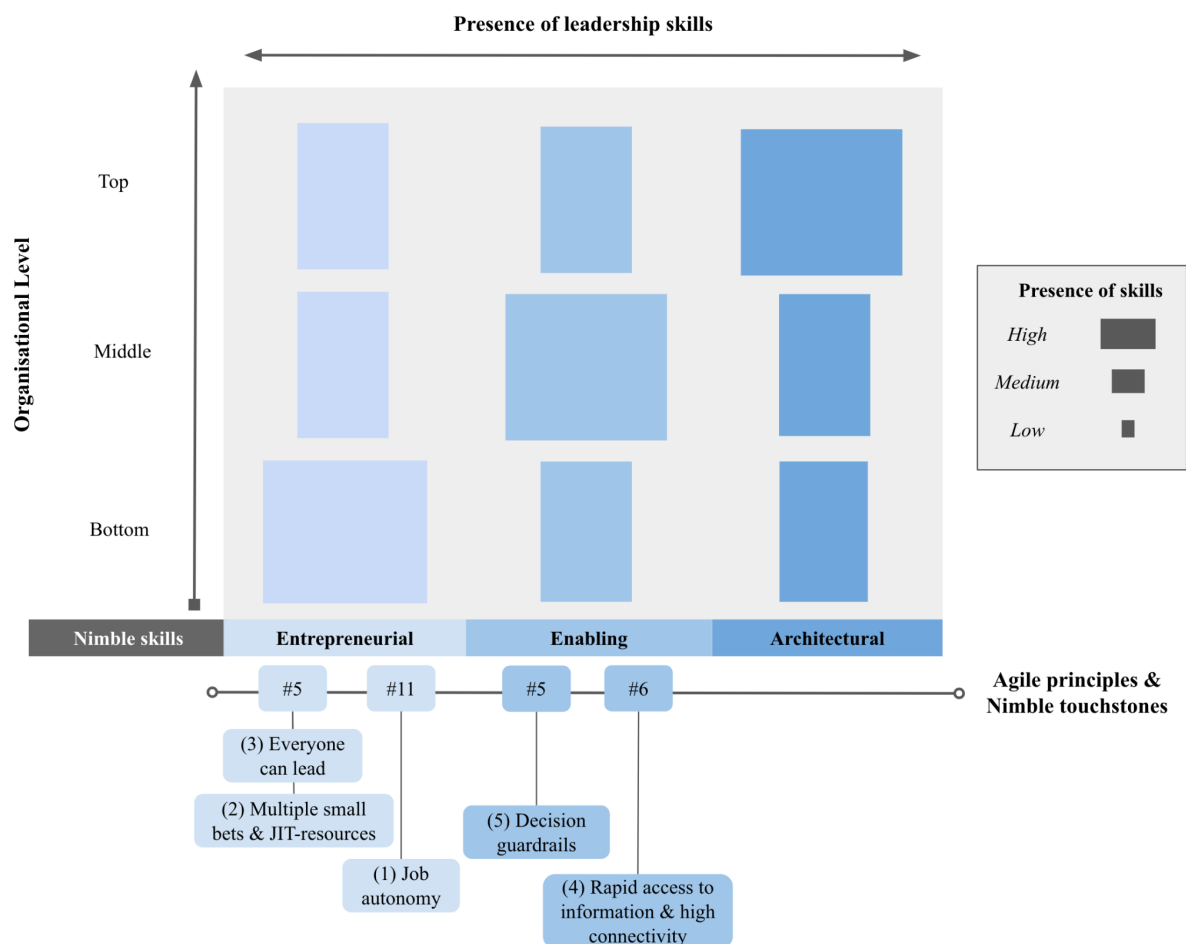 Presence of leadership skills
Organisational Level
Top
Middle
Bottom
Presence of skills
High
Medium
Low
Nimble skills
Entrepreneurial
Enabling
Architectural
#5
#11
#5
#6
Agile principles &
Nimble touchstones
(3) Everyone
can lead
(2) Multiple small
bets & JIT-resources
(1) Job
autonomy
(5) Decision
guardrails
(4) Rapid access to
information & high
connectivity